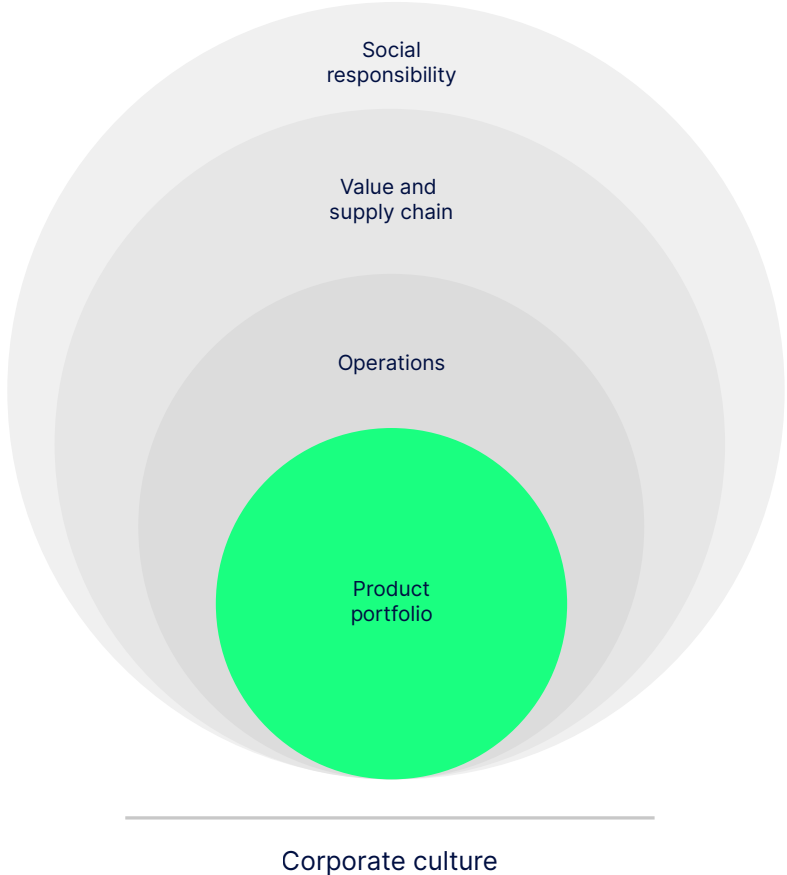 Social
responsibility
Value and
supply chain
Operations
Product
portfolio
Corporate culture